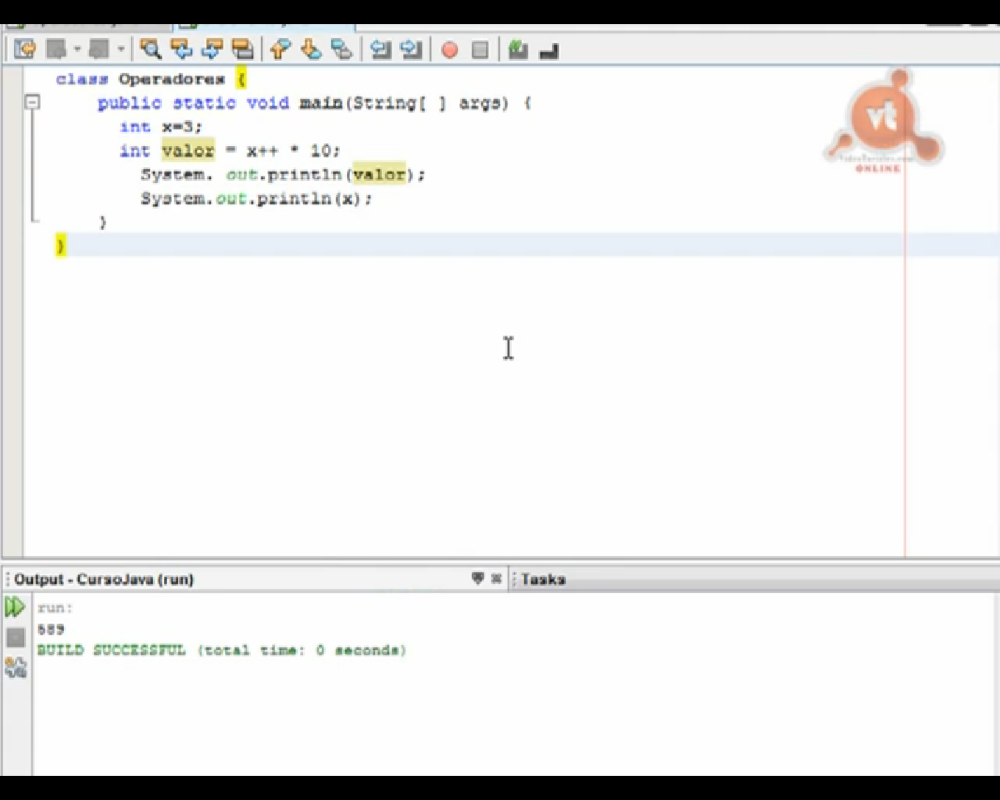 class Operadores {
public static void main(String[ ] args) {
int x=3;
int valor = x++ * 10;
System. out.println(valor);
System.out.println(x);
}
}
vt
ONLINE
Output - CursoJava (run)
Tasks
run:
589
BUILD SUCCESSFUL (total time: 0 seconds)